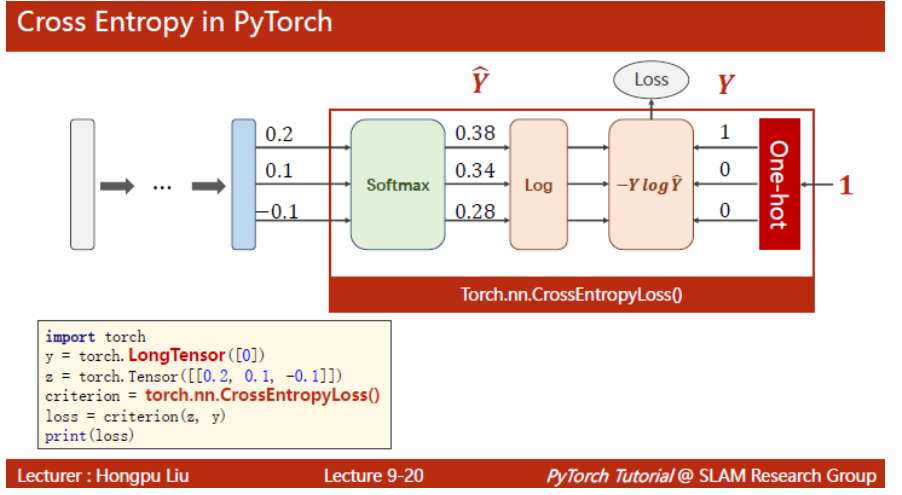 Cross Entropy in PyTorch
Ŷ
Loss
Y
0.2
0.1
−0.1
Softmax
0.38
0.34
0.28
Log
−Y log Ŷ
1
0
0
One-hot
1
Torch.nn.CrossEntropyLoss()
import torch
y = torch.LongTensor([0])
z = torch.Tensor([[0.2, 0.1, -0.1]])
criterion = torch.nn.CrossEntropyLoss()
loss = criterion(z, y)
print(loss)
...
Lecturer : Hongpu Liu
Lecture 9-20
PyTorch Tutorial @ SLAM Research Group